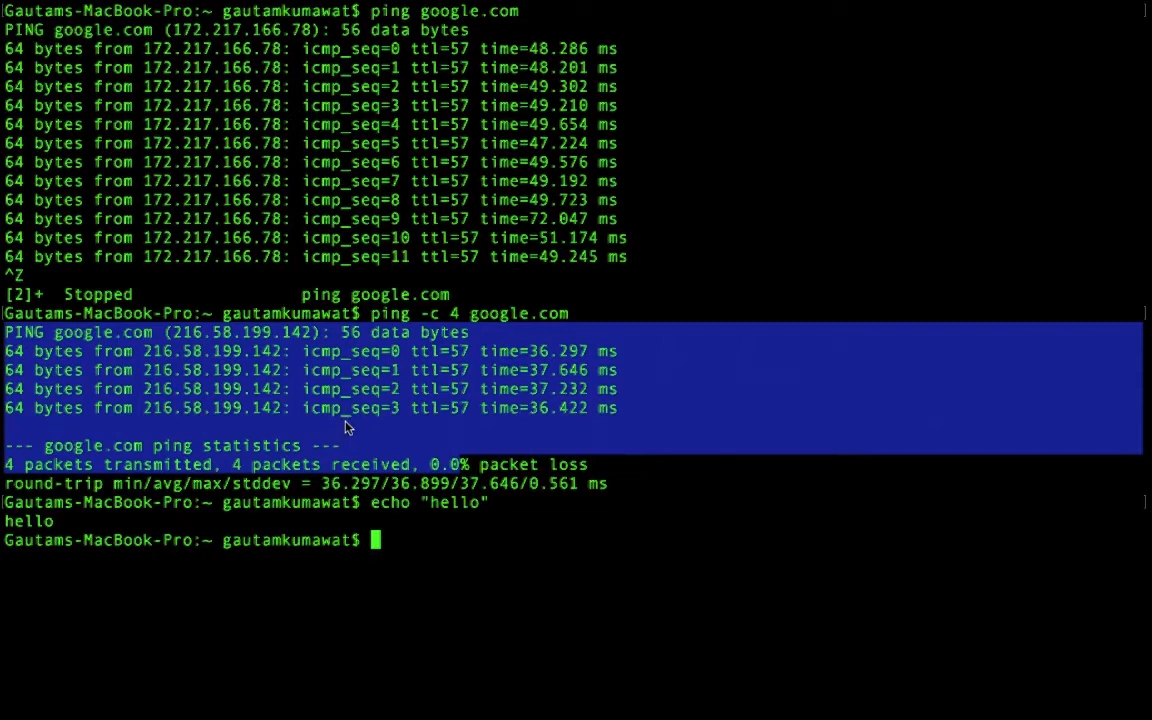 Gautams-MacBook-Pro:~ gautamkumawat$ ping google.com
PING google.com (172.217.166.78): 56 data bytes
64 bytes from 172.217.166.78: icmp_seq=0 ttl=57 time=48.286 ms
64 bytes from 172.217.166.78: icmp_seq=1 ttl=57 time=48.201 ms
64 bytes from 172.217.166.78: icmp_seq=2 ttl=57 time=49.302 ms
64 bytes from 172.217.166.78: icmp_seq=3 ttl=57 time=49.210 ms
64 bytes from 172.217.166.78: icmp_seq=4 ttl=57 time=49.654 ms
64 bytes from 172.217.166.78: icmp_seq=5 ttl=57 time=47.224 ms
64 bytes from 172.217.166.78: icmp_seq=6 ttl=57 time=49.576 ms
64 bytes from 172.217.166.78: icmp_seq=7 ttl=57 time=49.192 ms
64 bytes from 172.217.166.78: icmp_seq=8 ttl=57 time=49.723 ms
64 bytes from 172.217.166.78: icmp_seq=9 ttl=57 time=72.047 ms
64 bytes from 172.217.166.78: icmp_seq=10 ttl=57 time=51.174 ms
64 bytes from 172.217.166.78: icmp_seq=11 ttl=57 time=49.245 ms
^Z
[2]+  Stopped                 ping google.com
Gautams-MacBook-Pro:~ gautamkumawat$ ping -c 4 google.com
PING google.com (216.58.199.142): 56 data bytes
64 bytes from 216.58.199.142: icmp_seq=0 ttl=57 time=36.297 ms
64 bytes from 216.58.199.142: icmp_seq=1 ttl=57 time=37.646 ms
64 bytes from 216.58.199.142: icmp_seq=2 ttl=57 time=37.232 ms
64 bytes from 216.58.199.142: icmp_seq=3 ttl=57 time=36.422 ms
--- google.com ping statistics ---
4 packets transmitted, 4 packets received, 0.0% packet loss
round-trip min/avg/max/stddev = 36.297/36.899/37.646/0.561 ms
Gautams-MacBook-Pro:~ gautamkumawat$ echo "hello"
hello
Gautams-MacBook-Pro:~ gautamkumawat$